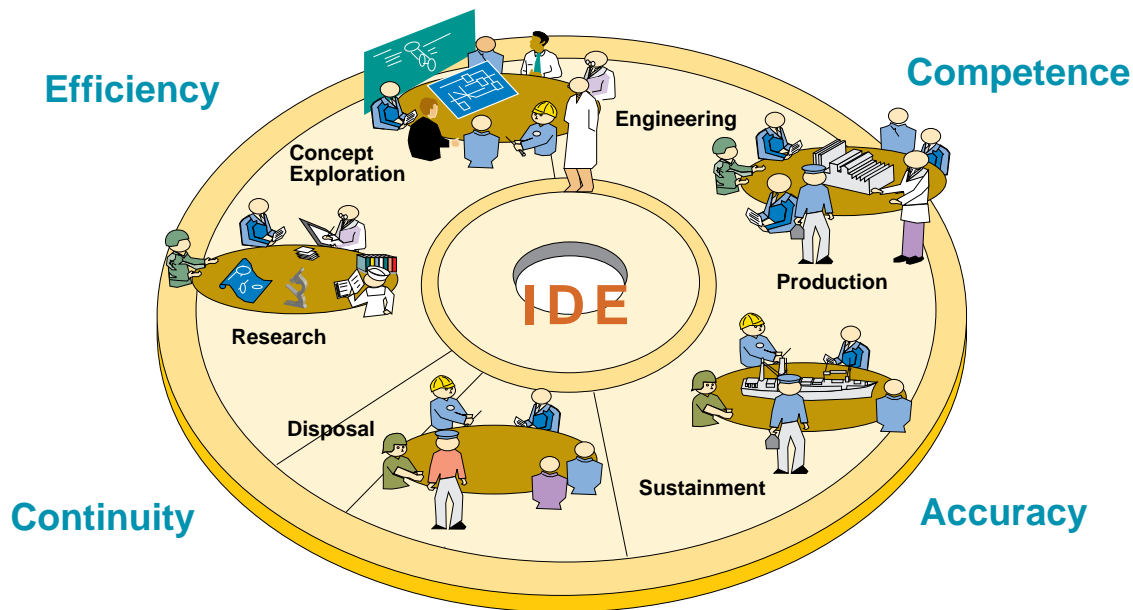 Efficiency
Competence
Engineering
Concept
Exploration
Production
IDE
Research
Disposal
Sustainment
Continuity
Accuracy